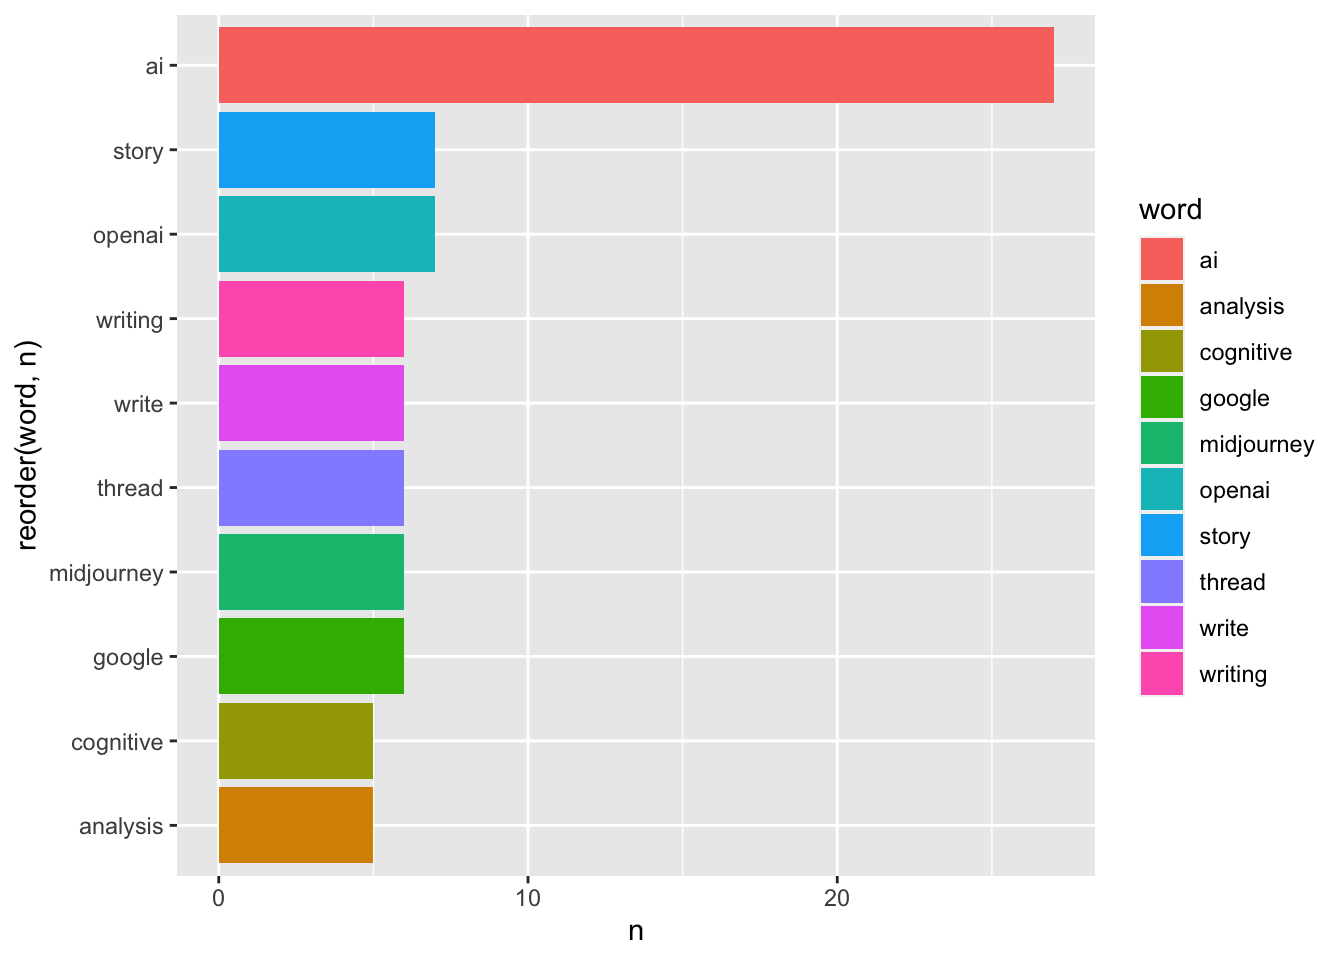 ai
story
openai
writing
write
thread
midjourney
google
cognitive
analysis
reorder(word, n)
0 10 20
n
word
ai
analysis
cognitive
google
midjourney
openai
story
thread
write
writing